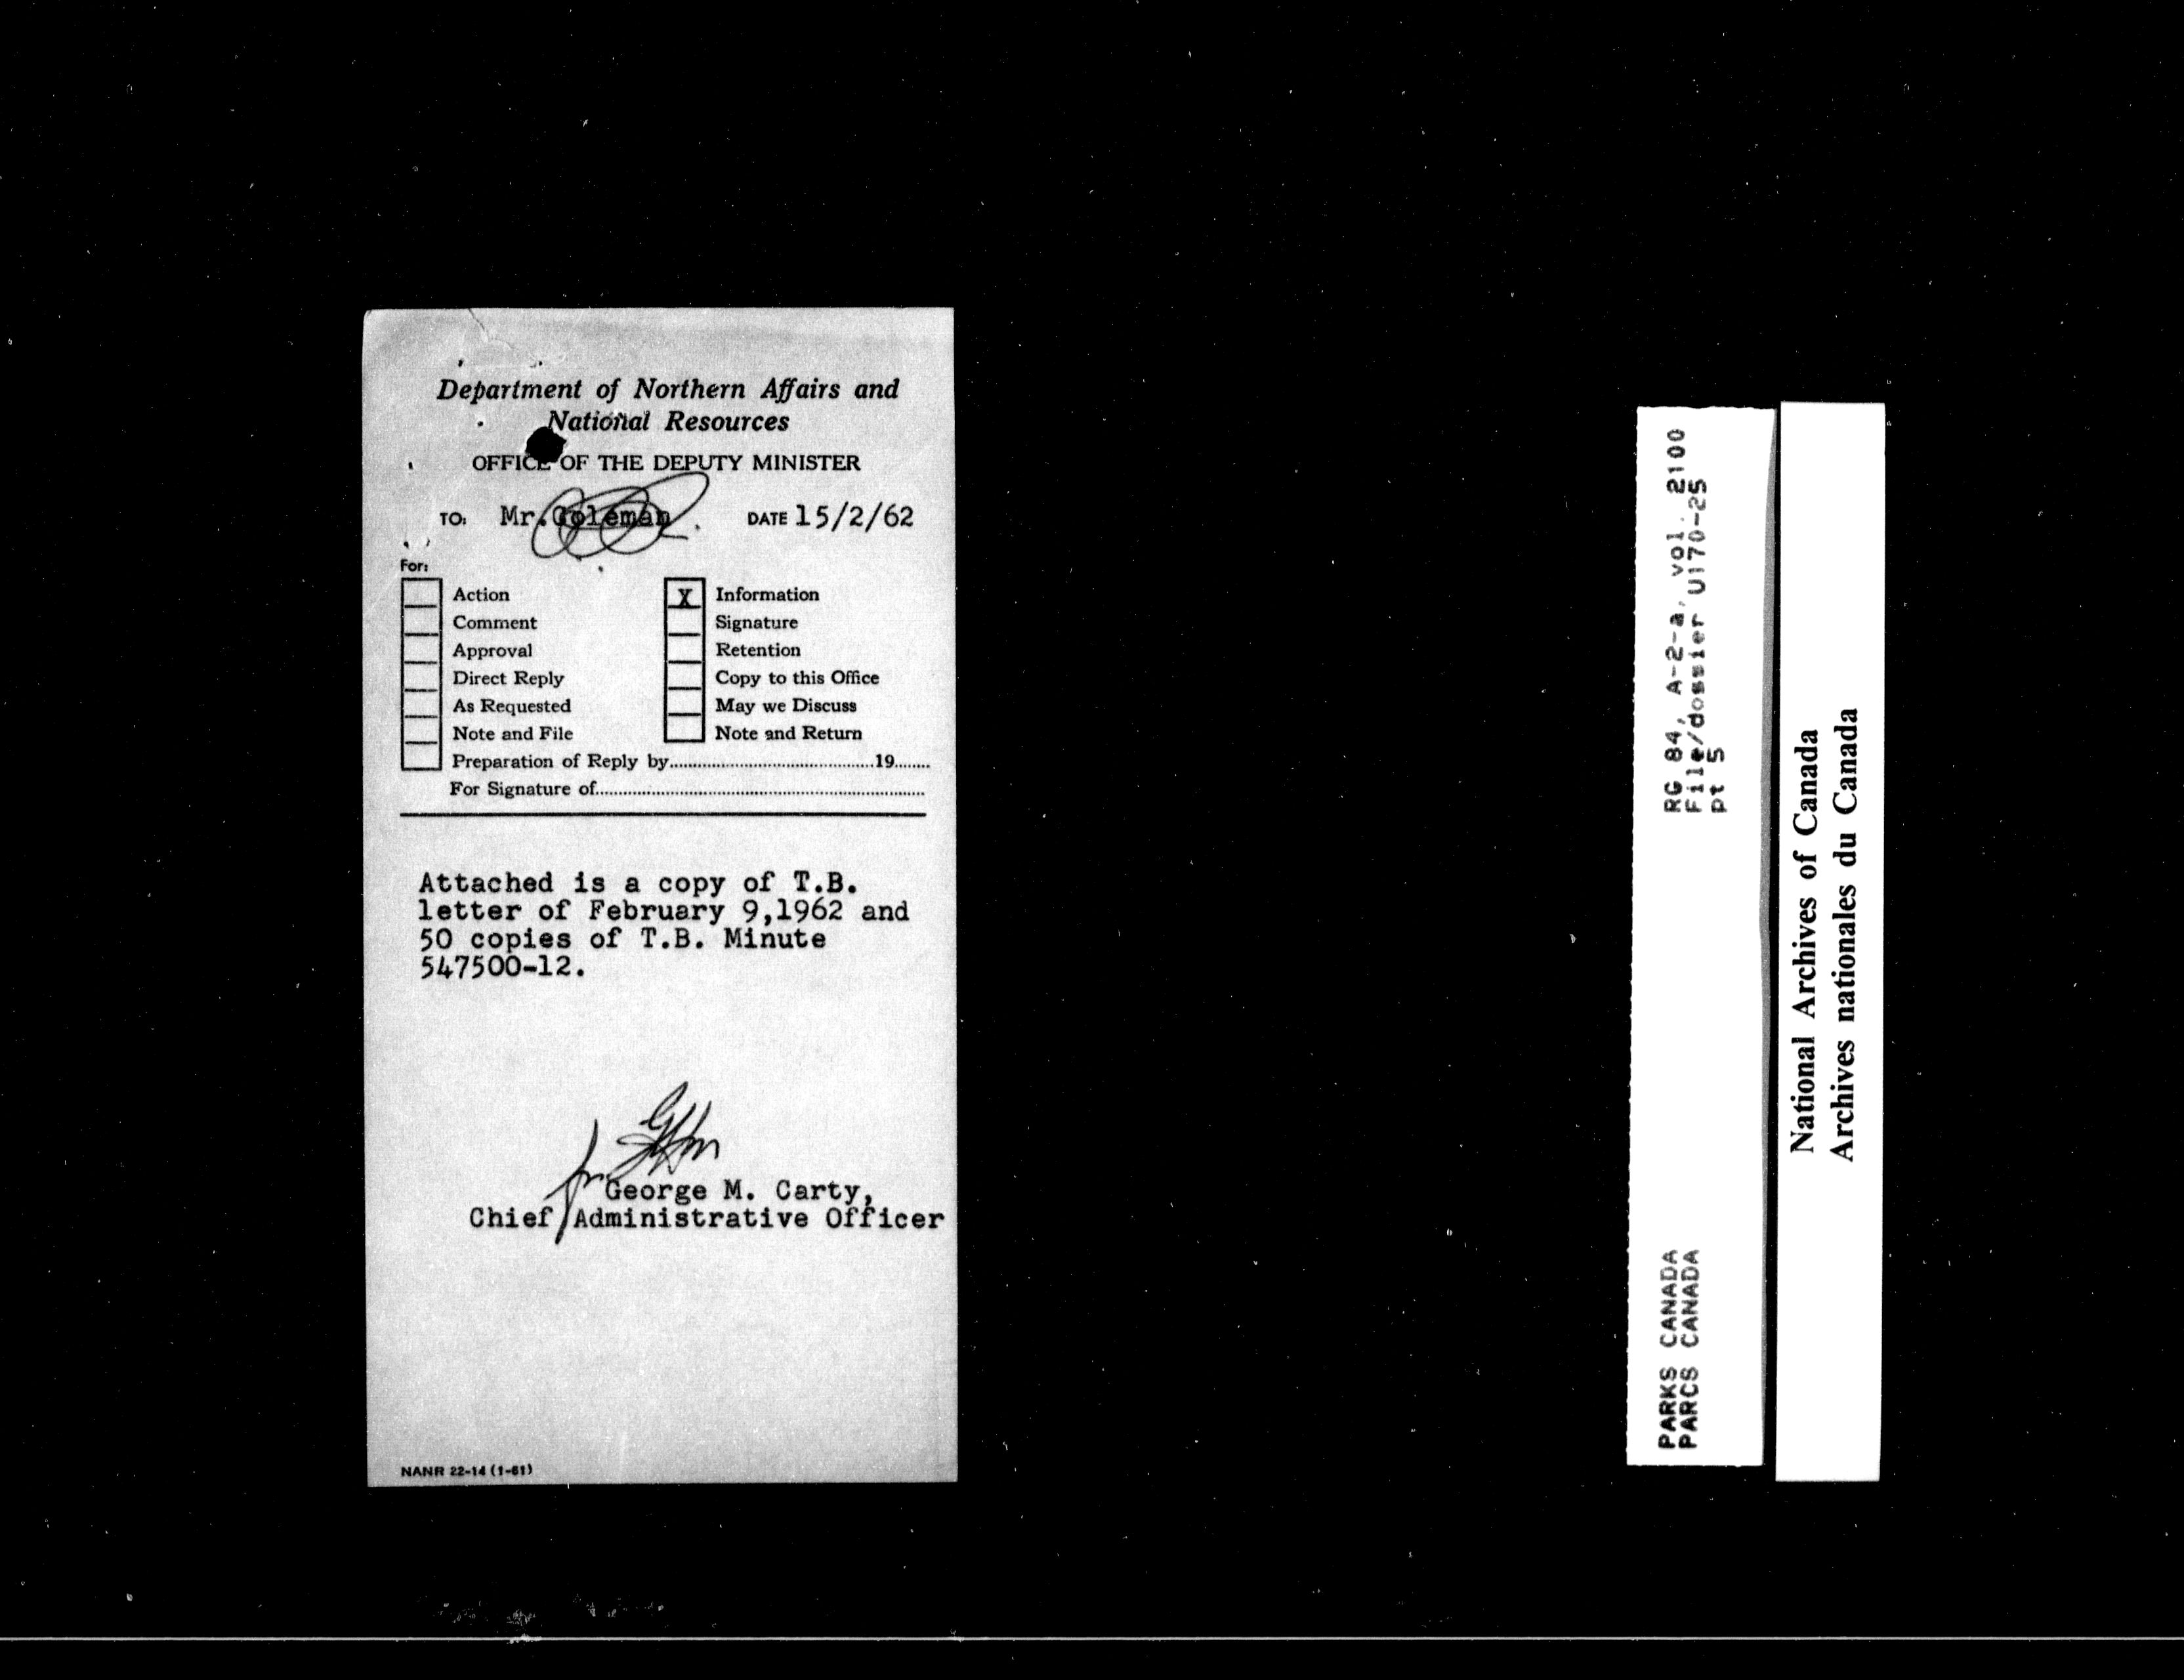 Department of Northern Affairs and
National Resources
OFFICE OF THE DEPUTY MINISTER
TO: Mr. Coleman DATE 15/2/62
For:
Action
Comment
Approval
Direct Reply
As Requested
Note and File
X Information
Signature
Retention
Copy to this Office
May we Discuss
Note and Return
Preparation of Reply by..........19......
For Signature of..........
Attached is a copy of T.B.
letter of February 9,1962 and
50 copies of T.B. Minute
547500-12.
for
George M. Carty,
Chief Administrative Officer
NANR 22-14 (1-61)
RG 84, A-2-a, vol. 2100
File/dossier U170-25
pt 5
PARKS CANADA
PARCS CANADA
National Archives of Canada
Archives nationales du Canada